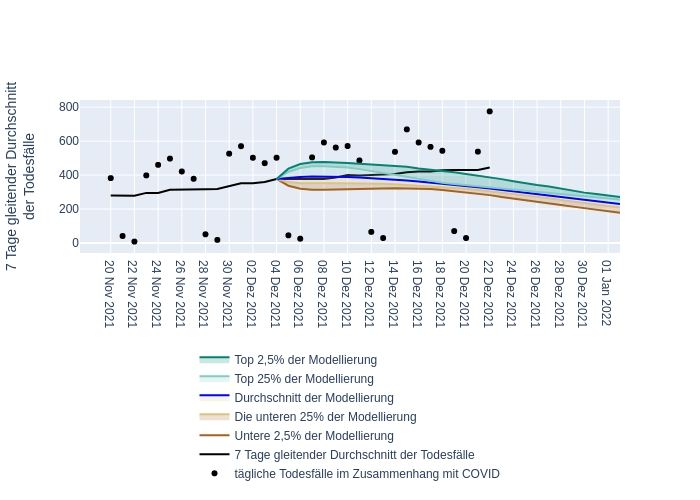 7 Tage gleitender Durchschnitt
der Todesfälle
800
600
400
200
0
20 Nov 2021
22 Nov 2021
24 Nov 2021
26 Nov 2021
28 Nov 2021
30 Nov 2021
02 Dez 2021
04 Dez 2021
06 Dez 2021
08 Dez 2021
10 Dez 2021
12 Dez 2021
14 Dez 2021
16 Dez 2021
18 Dez 2021
20 Dez 2021
22 Dez 2021
24 Dez 2021
26 Dez 2021
28 Dez 2021
30 Dez 2021
01 Jan 2022
Top 2,5% der Modellierung
Top 25% der Modellierung
Durchschnitt der Modellierung
Die unteren 25% der Modellierung
Untere 2,5% der Modellierung
7 Tage gleitender Durchschnitt der Todesfälle
tägliche Todesfälle im Zusammenhang mit COVID